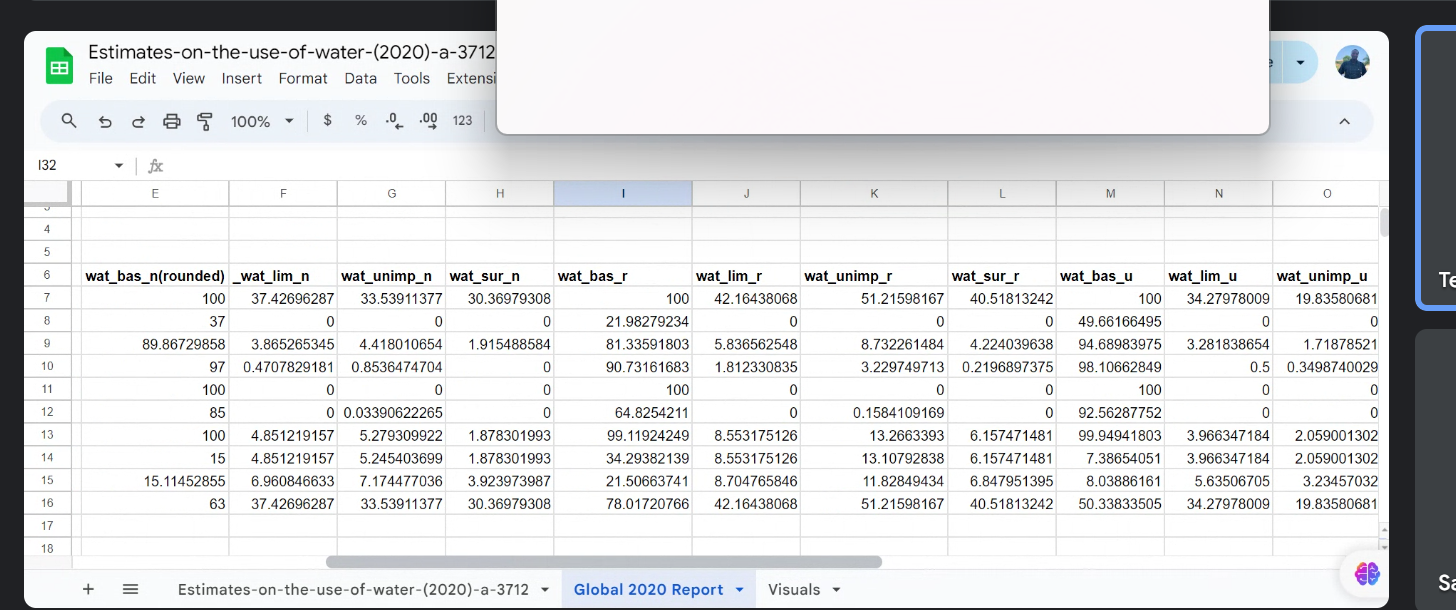 Estimates-on-the-use-of-water-(2020)-a-3712
File Edit View Insert Format Data Tools Extensi
100% $ % .0 .00 123
I32 fx
E F G H I J K L M N O
4
5
6 wat_bas_n(rounded) _wat_lim_n wat_unimp_n wat_sur_n wat_bas_r wat_lim_r wat_unimp_r wat_sur_r wat_bas_u wat_lim_u wat_unimp_u
7 100 37.42696287 33.53911377 30.36979308 100 42.16438068 51.21598167 40.51813242 100 34.27978009 19.83580681
8 37 0 0 0 21.98279234 0 0 0 49.66166495 0 0
9 89.86729858 3.865265345 4.418010654 1.915488584 81.33591803 5.836562548 8.732261484 4.224039638 94.68983975 3.281838654 1.71878521
10 97 0.4707829181 0.8536474704 0 90.73161683 1.812330835 3.229749713 0.2196897375 98.10662849 0.5 0.3498740029
11 100 0 0 0 100 0 0 0 100 0 0
12 85 0 0.03390622265 0 64.8254211 0 0.1584109169 0 92.56287752 0 0
13 100 4.851219157 5.279309922 1.878301993 99.11924249 8.553175126 13.2663393 6.157471481 99.94941803 3.966347184 2.059001302
14 15 4.851219157 5.245403699 1.878301993 34.29382139 8.553175126 13.10792838 6.157471481 7.38654051 3.966347184 2.059001302
15 15.11452855 6.960846633 7.174477036 3.923973987 21.50663741 8.704765846 11.82849434 6.847951395 8.03886161 5.63506705 3.23457032
16 63 37.42696287 33.53911377 30.36979308 78.01720766 42.16438068 51.21598167 40.51813242 50.33833505 34.27978009 19.83580681
17
18
+ Estimates-on-the-use-of-water-(2020)-a-3712 Global 2020 Report Visuals
Te
Sa